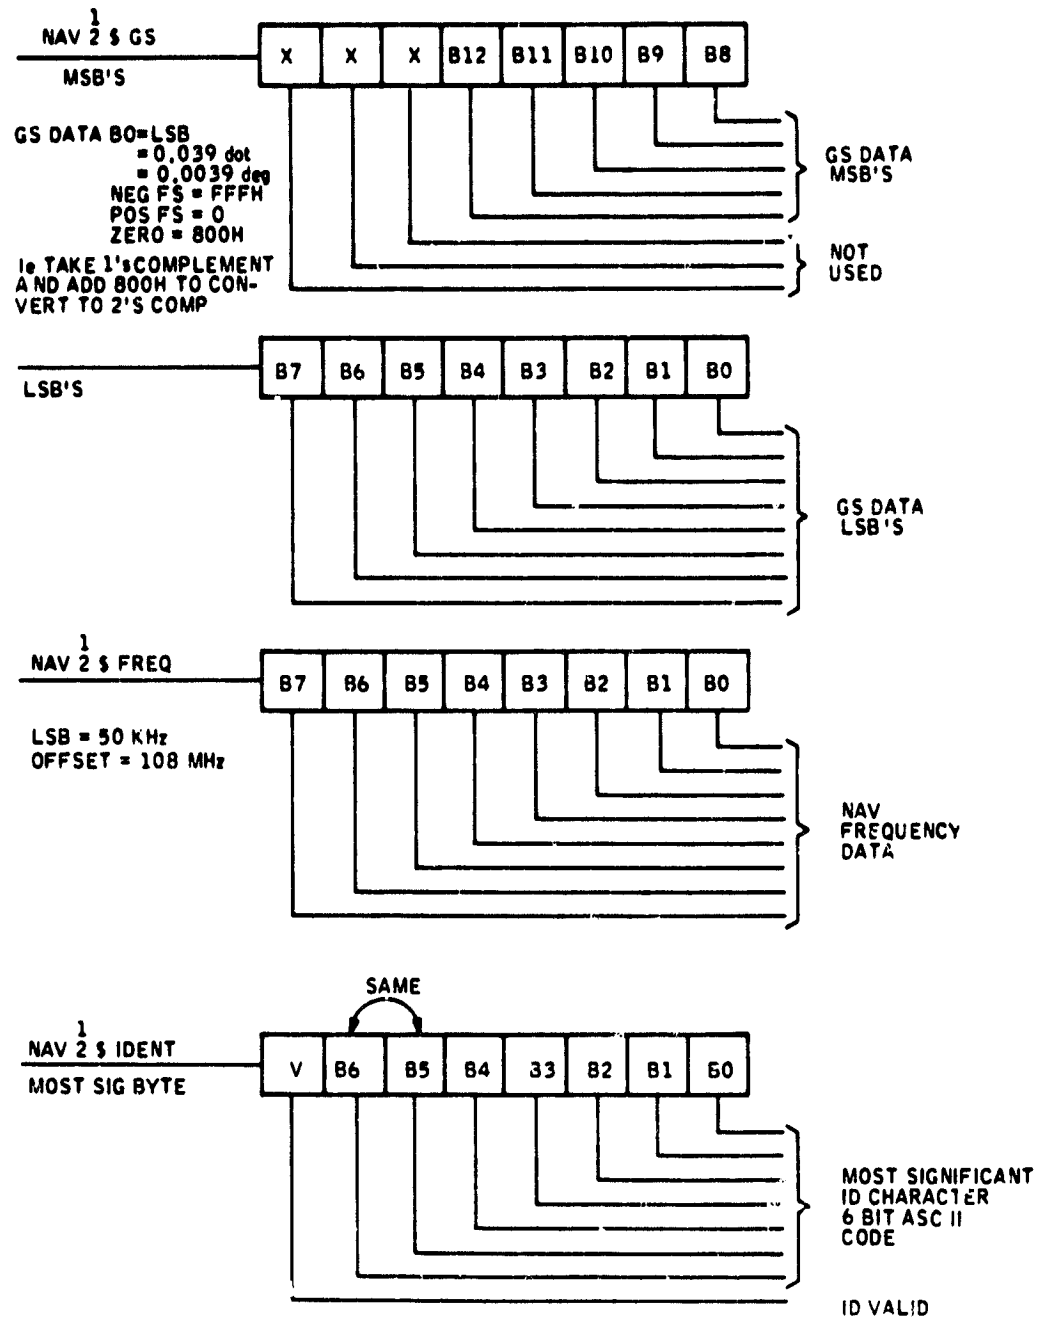 1
NAV 2 $ GS
MSB'S
X X X B12 B11 B10 B9 B8
GS DATA B0=LSB
= 0.039 dot
= 0.0039 deg
NEG FS = FFFH
POS FS = 0
ZERO = 800H
Ie TAKE 1's COMPLEMENT
AND ADD 800H TO CON-
VERT TO 2'S COMP
GS DATA
MSB'S
NOT
USED
LSB'S
B7 B6 B5 B4 B3 B2 B1 B0
GS DATA
LSB'S
1
NAV 2 $ FREQ
B7 B6 B5 B4 B3 B2 B1 B0
LSB = 50 KHz
OFFSET = 108 MHz
NAV
FREQUENCY
DATA
SAME
1
NAV 2 $ IDENT
MOST SIG BYTE
V B6 B5 B4 B3 B2 B1 B0
MOST SIGNIFICANT
ID CHARACTER
6 BIT ASC II
CODE
ID VALID